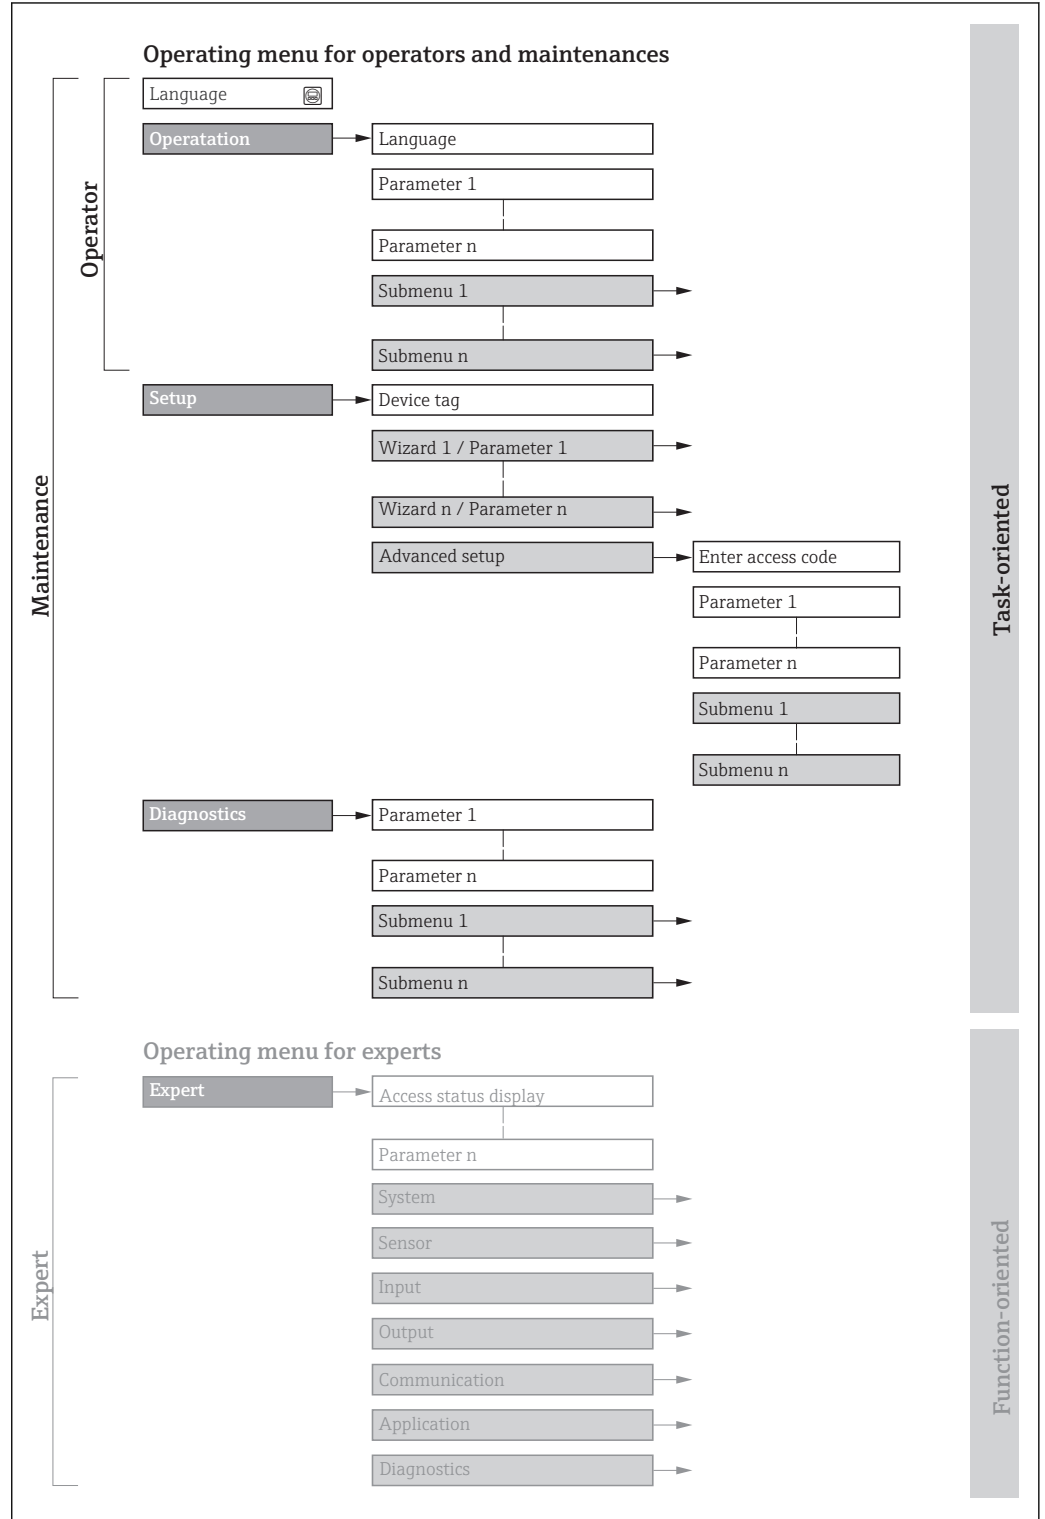 Operating menu for operators and maintenances
Language
Operatation
Language
Parameter 1
Parameter n
Submenu 1
Submenu n
Operator
Setup
Device tag
Wizard 1 / Parameter 1
Wizard n / Parameter n
Advanced setup
Enter access code
Parameter 1
Parameter n
Submenu 1
Submenu n
Maintenance
Task-oriented
Diagnostics
Parameter 1
Parameter n
Submenu 1
Submenu n
Operating menu for experts
Expert
Access status display
Parameter n
System
Sensor
Input
Output
Communication
Application
Diagnostics
Expert
Function-oriented